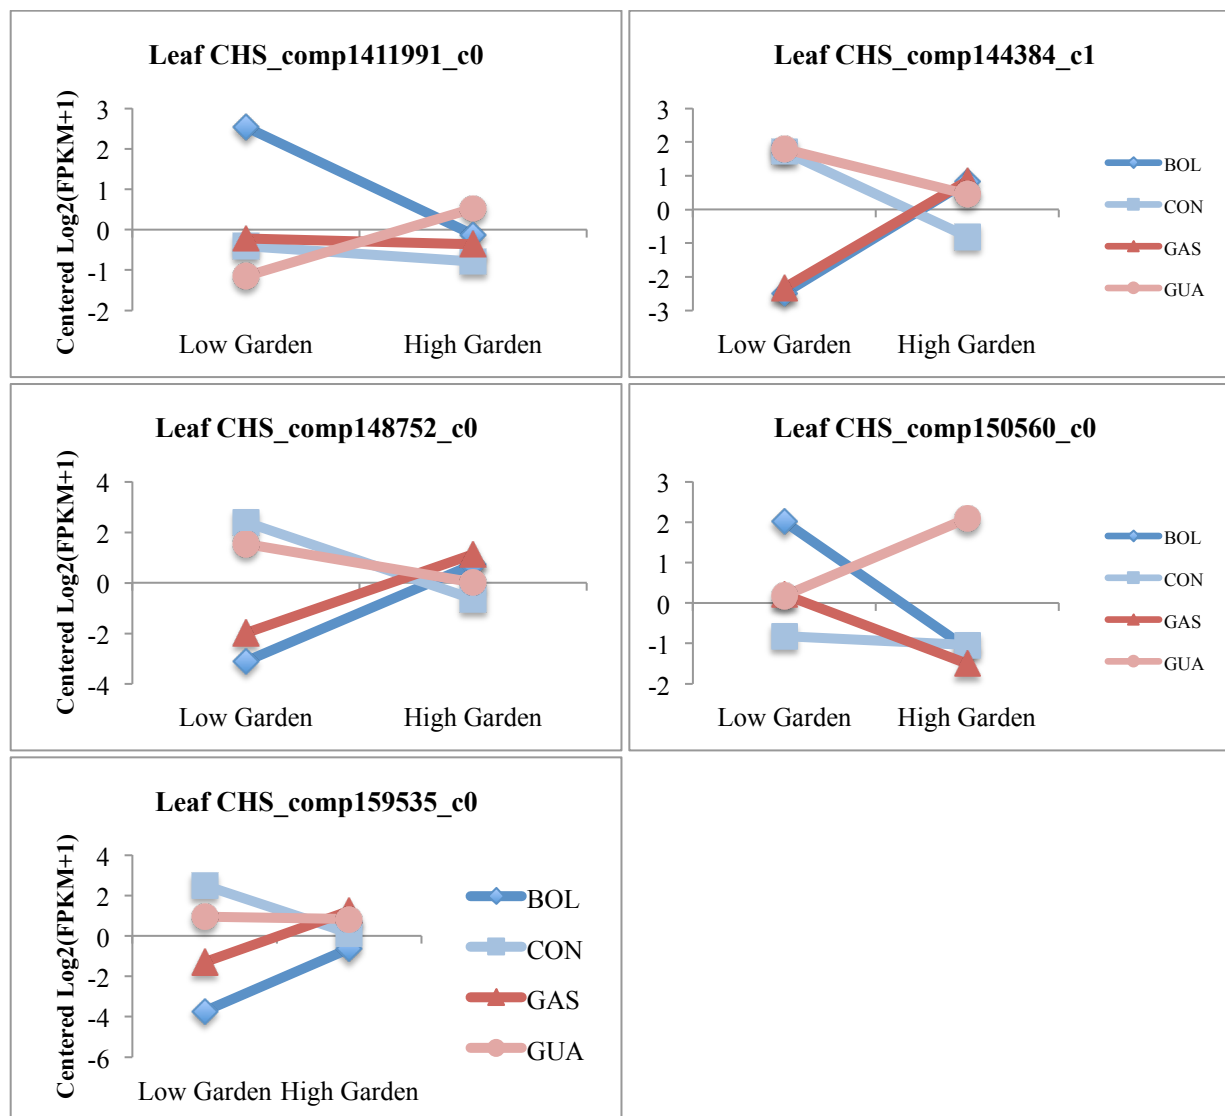 Leaf CHS_comp1411991_c0
Centered Log2(FPKM+1)
3
2
1
0
-1
-2
Low Garden
High Garden
Leaf CHS_comp144384_c1
3
2
1
0
-1
-2
-3
Low Garden
High Garden
BOL
CON
GAS
GUA
Leaf CHS_comp148752_c0
Centered Log2(FPKM+1)
4
2
0
-2
-4
Low Garden
High Garden
Leaf CHS_comp150560_c0
3
2
1
0
-1
-2
Low Garden
High Garden
BOL
CON
GAS
GUA
Leaf CHS_comp159535_c0
Centered Log2(FPKM+1)
4
2
0
-2
-4
-6
Low Garden
High Garden
BOL
CON
GAS
GUA